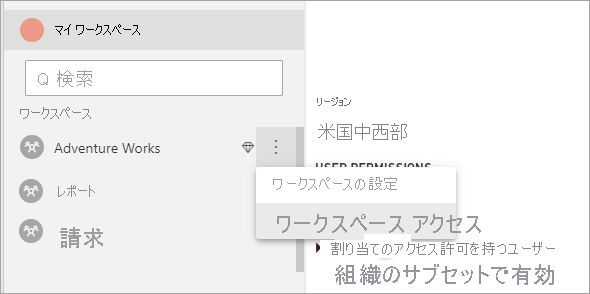 マイ ワークスペース
検索
ワークスペース
Adventure Works
レポート
請求
リージョン
米国中西部
USER PERMISSIONS
ワークスペースの設定
ワークスペース アクセス
割り当てのアクセス許可を持つユーザー
組織のサブセットで有効